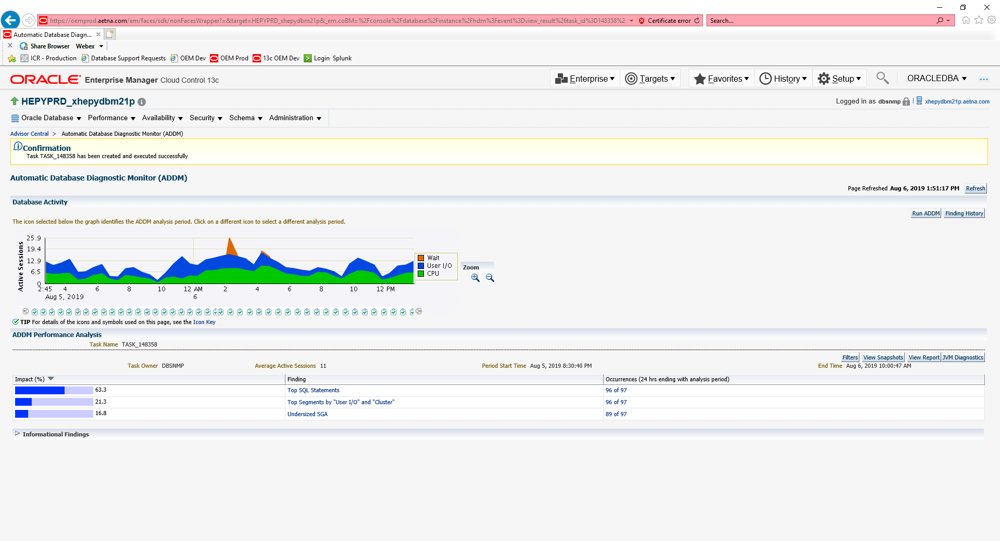 https://oemprod.aetna.com/em/faces/sdk/nonFacesWrapper?=&target=HEPYPRD_xhepydbm21p&_em.coBM=%2Fconsole%2Fdatabase%2Finstance%2Fhdm%3Fevent%3Dview_result%26task_id%3D148358%2 Certificate error Search...
Automatic Database Diagn...
x Share Browser Webex
ICR - Production Database Support Requests OEM Dev OEM Prod 13c OEM Dev Login Splunk
ORACLE Enterprise Manager Cloud Control 13c Enterprise Targets Favorites History Setup ORACLEDBA
HEPYPRD_xhepydbm21p Logged in as dbsnmp xhepydbm21p.aetna.com
Oracle Database Performance Availability Security Schema Administration
Advisor Central > Automatic Database Diagnostic Monitor (ADDM)
Confirmation
Task TASK_148358 has been created and executed successfully
Automatic Database Diagnostic Monitor (ADDM)
Page Refreshed Aug 6, 2019 1:51:17 PM Refresh
Database Activity
Run ADDM Finding History
The icon selected below the graph identifies the ADDM analysis period. Click on a different icon to select a different analysis period.
Active Sessions
25.9
19.4
12.9
6.5
0
2:45 4 6 8 10 12 AM 2 4 6 8 10 12 PM
Aug 5, 2019 6
Wait
User I/O
CPU
Zoom
TIP For details of the icons and symbols used on this page, see the Icon Key
ADDM Performance Analysis
Task Name TASK_148358
Filters View Snapshots View Report JVM Diagnostics
Task Owner DBSNMP Average Active Sessions 11 Period Start Time Aug 5, 2019 8:30:40 PM End Time Aug 6, 2019 10:00:47 AM
Impact (%) Finding Occurrences (24 hrs ending with analysis period)
63.3 Top SQL Statements 96 of 97
21.3 Top Segments by "User I/O" and "Cluster" 96 of 97
16.8 Undersized SGA 89 of 97
Informational Findings